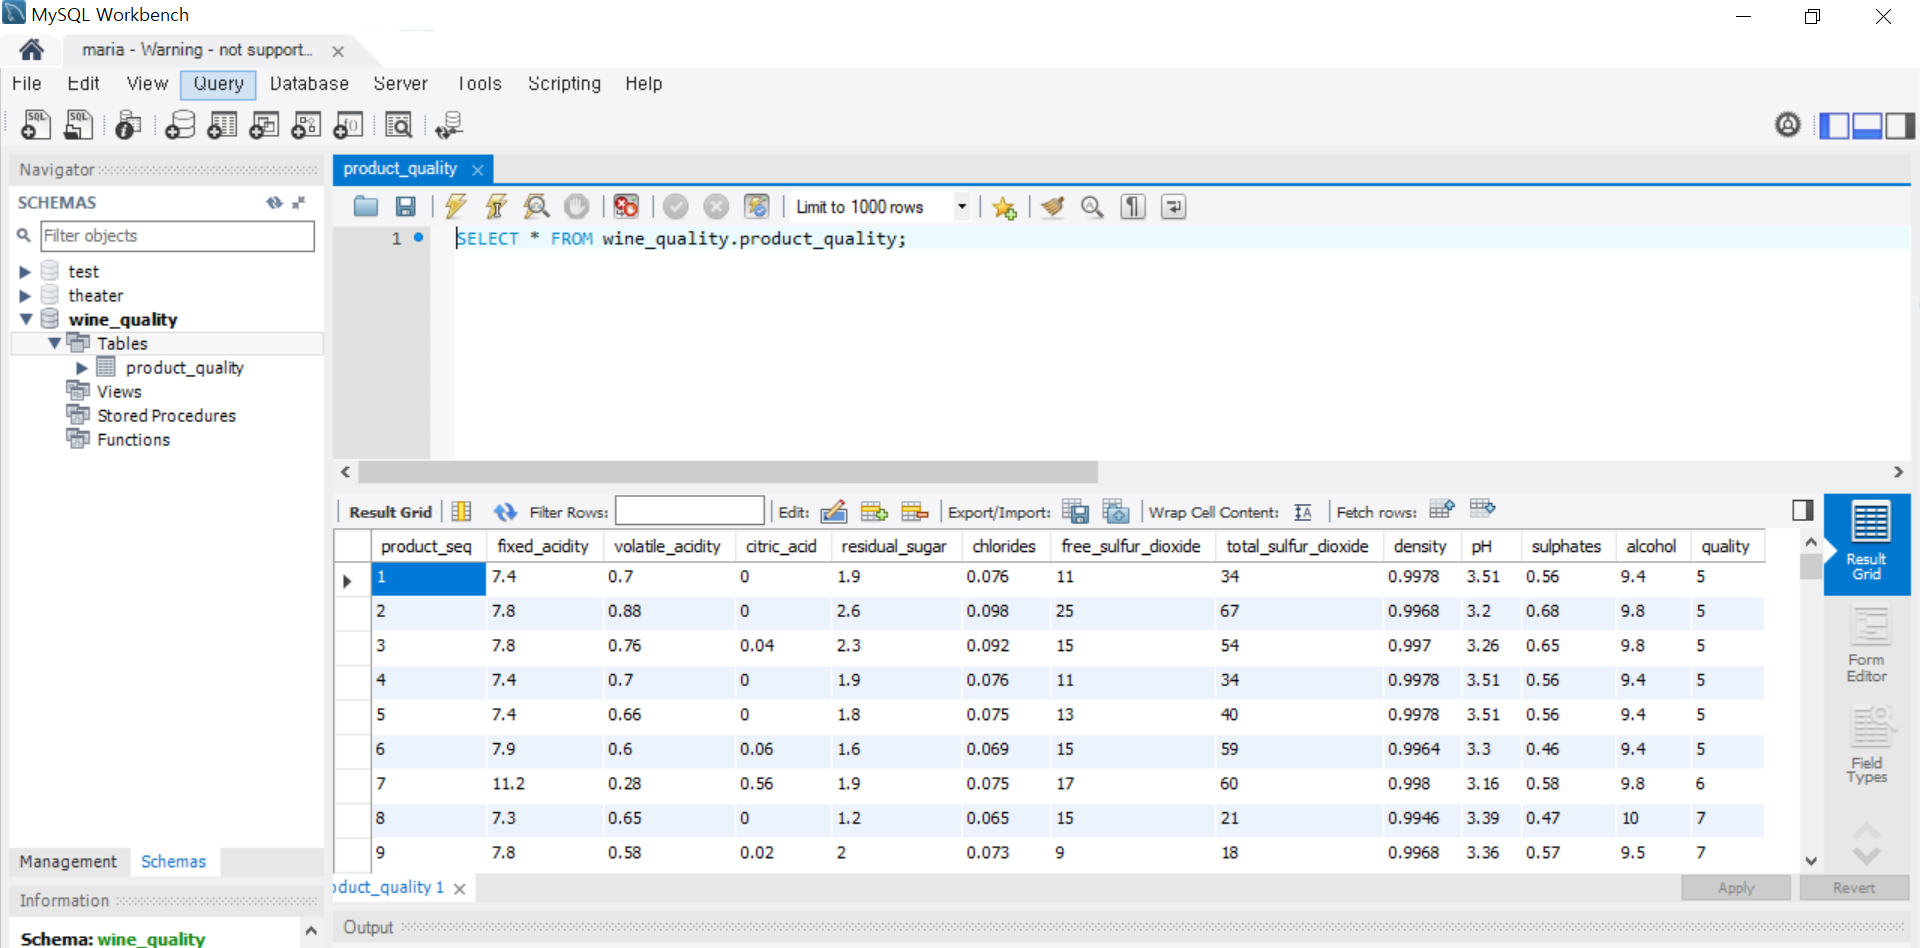 MySQL Workbench
maria - Warning - not support...
File Edit View Query Database Server Tools Scripting Help
Navigator
SCHEMAS
Filter objects
test
theater
wine_quality
Tables
product_quality
Views
Stored Procedures
Functions
Management Schemas
Information
Schema: wine_quality
product_quality
Limit to 1000 rows
1 SELECT * FROM wine_quality.product_quality;
Result Grid Filter Rows: Edit: Export/Import: Wrap Cell Content: Fetch rows:
product_seq fixed_acidity volatile_acidity citric_acid residual_sugar chlorides free_sulfur_dioxide total_sulfur_dioxide density pH sulphates alcohol quality
1 7.4 0.7 0 1.9 0.076 11 34 0.9978 3.51 0.56 9.4 5
2 7.8 0.88 0 2.6 0.098 25 67 0.9968 3.2 0.68 9.8 5
3 7.8 0.76 0.04 2.3 0.092 15 54 0.997 3.26 0.65 9.8 5
4 7.4 0.7 0 1.9 0.076 11 34 0.9978 3.51 0.56 9.4 5
5 7.4 0.66 0 1.8 0.075 13 40 0.9978 3.51 0.56 9.4 5
6 7.9 0.6 0.06 1.6 0.069 15 59 0.9964 3.3 0.46 9.4 5
7 11.2 0.28 0.56 1.9 0.075 17 60 0.998 3.16 0.58 9.8 6
8 7.3 0.65 0 1.2 0.065 15 21 0.9946 3.39 0.47 10 7
9 7.8 0.58 0.02 2 0.073 9 18 0.9968 3.36 0.57 9.5 7
Result
Grid
Form
Editor
Field
Types
oduct_quality 1
Apply Revert
Output